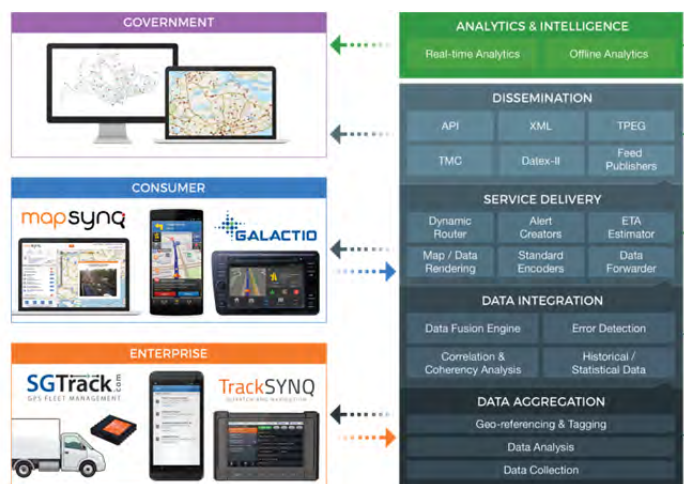 GOVERNMENT
CONSUMER
mapsynq
GALACTIO
ENTERPRISE
SGTrack.com
GPS FLEET MANAGEMENT.
TrackSYNQ
DISPATCH AND NAVIGATION
ANALYTICS & INTELLIGENCE
Real-time Analytics Offline Analytics
DISSEMINATION
API XML TPEG
TMC Datex-II Feed
Publishers
SERVICE DELIVERY
Dynamic
Router
Alert
Creators
ETA
Estimator
Map / Data
Rendering
Standard
Encoders
Data
Forwarder
DATA INTEGRATION
Data Fusion Engine Error Detection
Correlation &
Coherency Analysis
Historical /
Statistical Data
DATA AGGREGATION
Geo-referencing & Tagging
Data Analysis
Data Collection